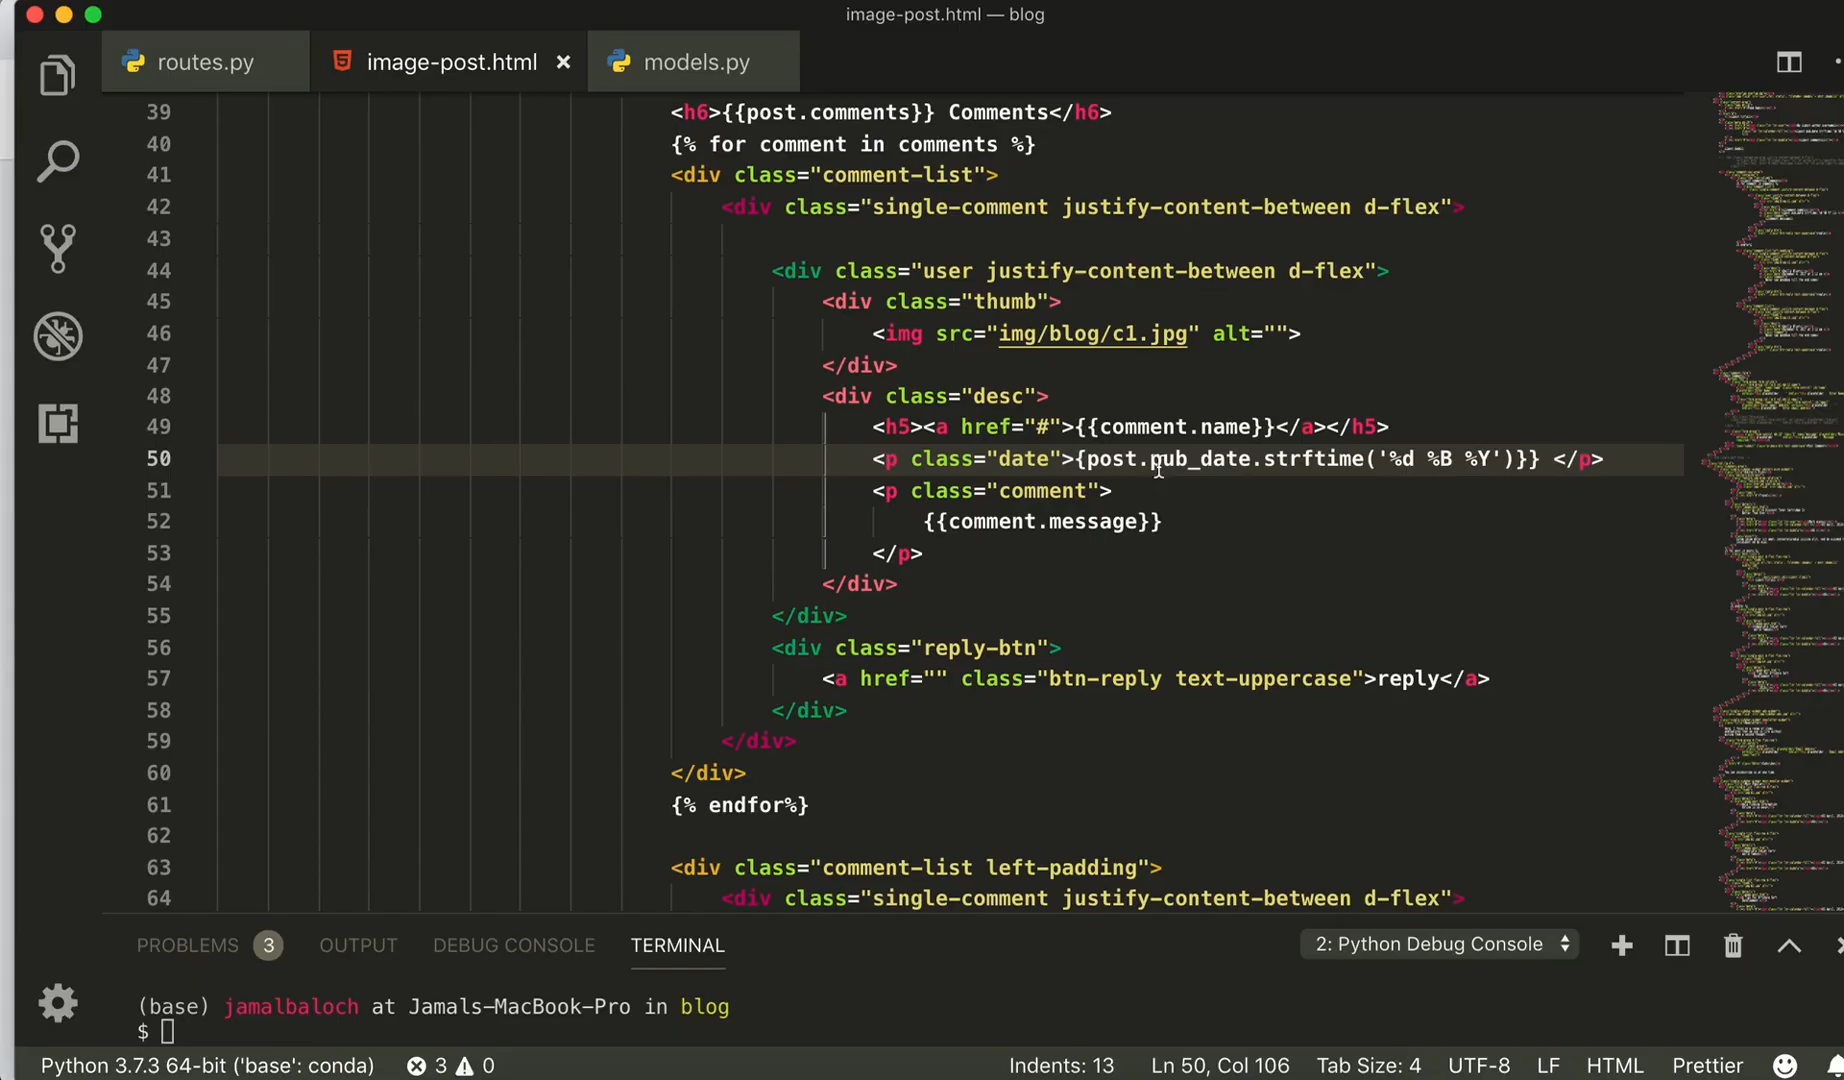 image-post.html — blog
routes.py
image-post.html
models.py
39 <h6>{{post.comments}} Comments</h6>
40 {% for comment in comments %}
41 <div class="comment-list">
42 <div class="single-comment justify-content-between d-flex">
43
44 <div class="user justify-content-between d-flex">
45 <div class="thumb">
46 <img src="img/blog/c1.jpg" alt="">
47 </div>
48 <div class="desc">
49 <h5><a href="#">{{comment.name}}</a></h5>
50 <p class="date">{post.pub_date.strftime('%d %B %Y')}} </p>
51 <p class="comment">
52 {{comment.message}}
53 </p>
54 </div>
55 </div>
56 <div class="reply-btn">
57 <a href="" class="btn-reply text-uppercase">reply</a>
58 </div>
59 </div>
60 </div>
61 {% endfor%}
62
63 <div class="comment-list left-padding">
64 <div class="single-comment justify-content-between d-flex">
PROBLEMS 3 OUTPUT DEBUG CONSOLE TERMINAL 2: Python Debug Console
(base) jamalbaloch at Jamals-MacBook-Pro in blog
$
Python 3.7.3 64-bit ('base': conda) 3 0 Indents: 13 Ln 50, Col 106 Tab Size: 4 UTF-8 LF HTML Prettier